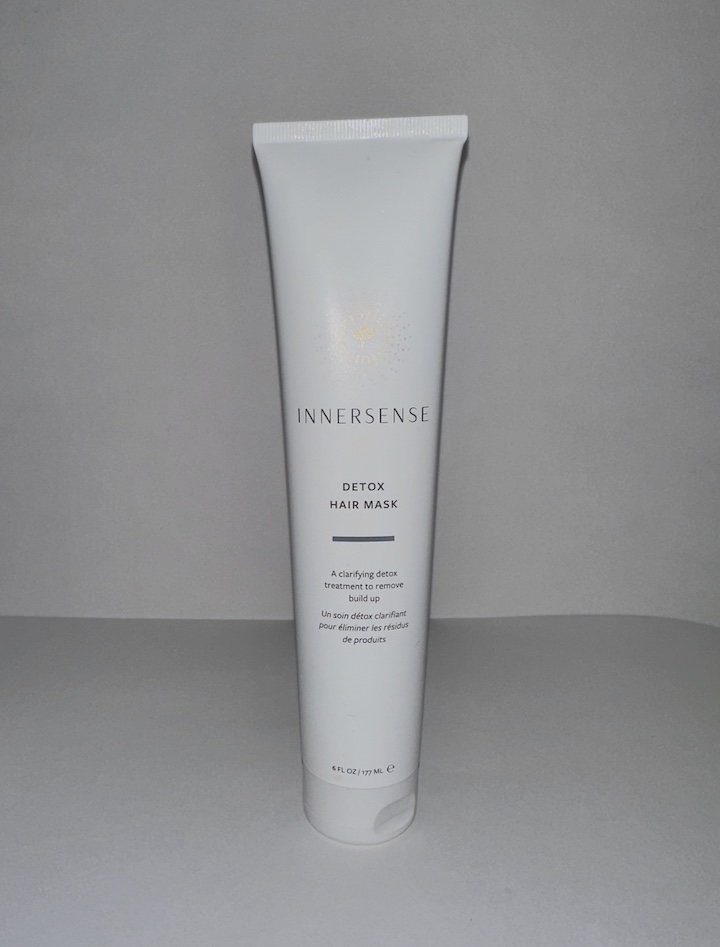 INNERSENSE
DETOX
HAIR MASK
A clarifying detox
treatment to remove
build up
Un soin détox clarifiant
pour éliminer les résidus
de produits
6 FL OZ / 177 ML ℮